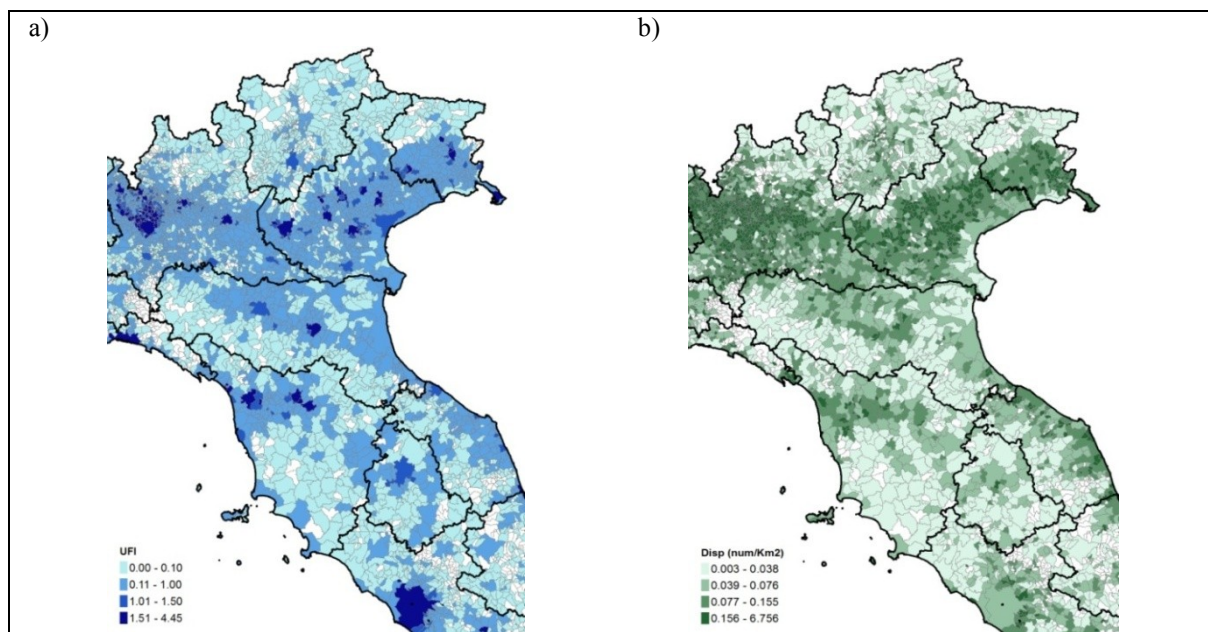 a)
UFI
0.00 - 0.10
0.11 - 1.00
1.01 - 1.50
1.51 - 4.45
b)
Disp (num/Km2)
0.003 - 0.038
0.039 - 0.076
0.077 - 0.155
0.156 - 6.756